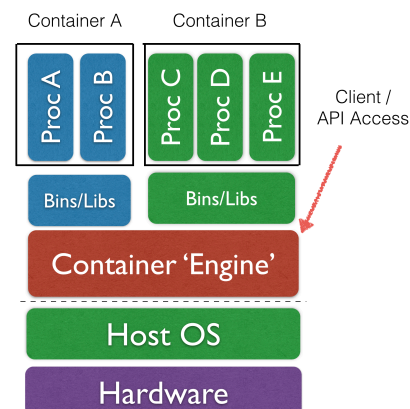 Container A
Container B
Proc A
Proc B
Proc C
Proc D
Proc E
Client /
API Access
Bins/Libs
Bins/Libs
Container ‘Engine’
Host OS
Hardware